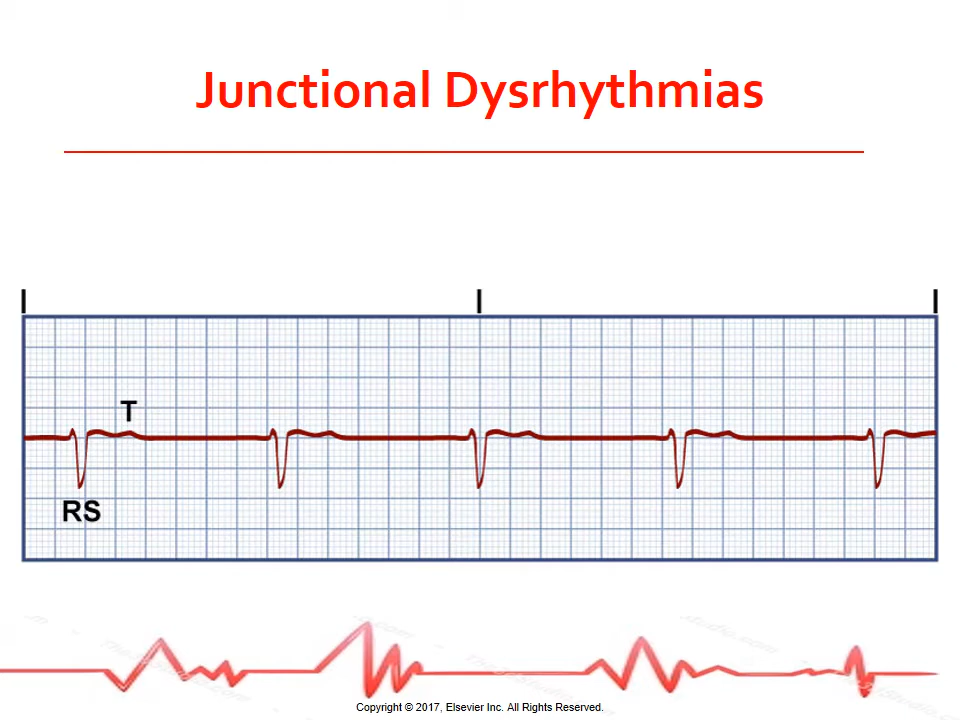 Junctional Dysrhythmias
T
RS
Copyright © 2017, Elsevier Inc. All Rights Reserved.